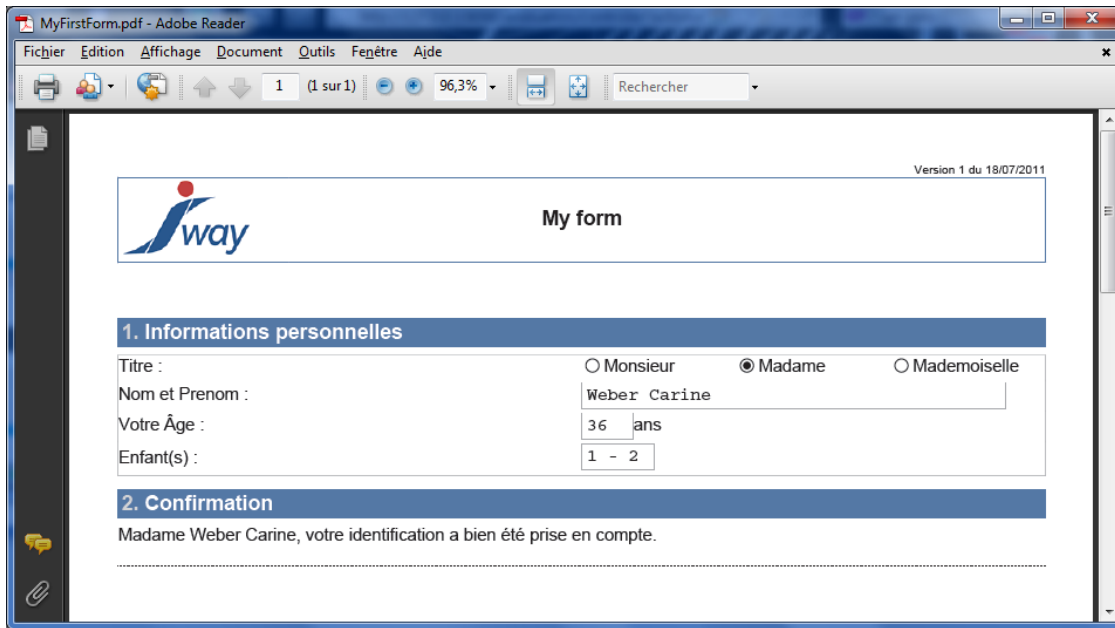 MyFirstForm.pdf - Adobe Reader
Fichier Edition Affichage Document Outils Fenêtre Aide
1 (1 sur 1) 96,3% Rechercher
Version 1 du 18/07/2011
Jway
My form
1. Informations personnelles
Titre : Monsieur Madame Mademoiselle
Nom et Prenom : Weber Carine
Votre Âge : 36 ans
Enfant(s) : 1 - 2
2. Confirmation
Madame Weber Carine, votre identification a bien été prise en compte.